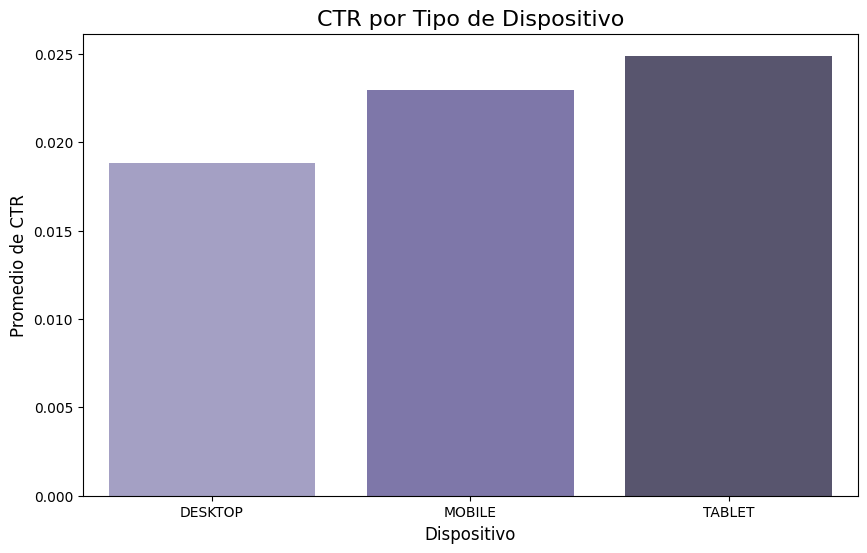 CTR por Tipo de Dispositivo
Promedio de CTR
0.025
0.020
0.015
0.010
0.005
0.000
DESKTOP
MOBILE
TABLET
Dispositivo